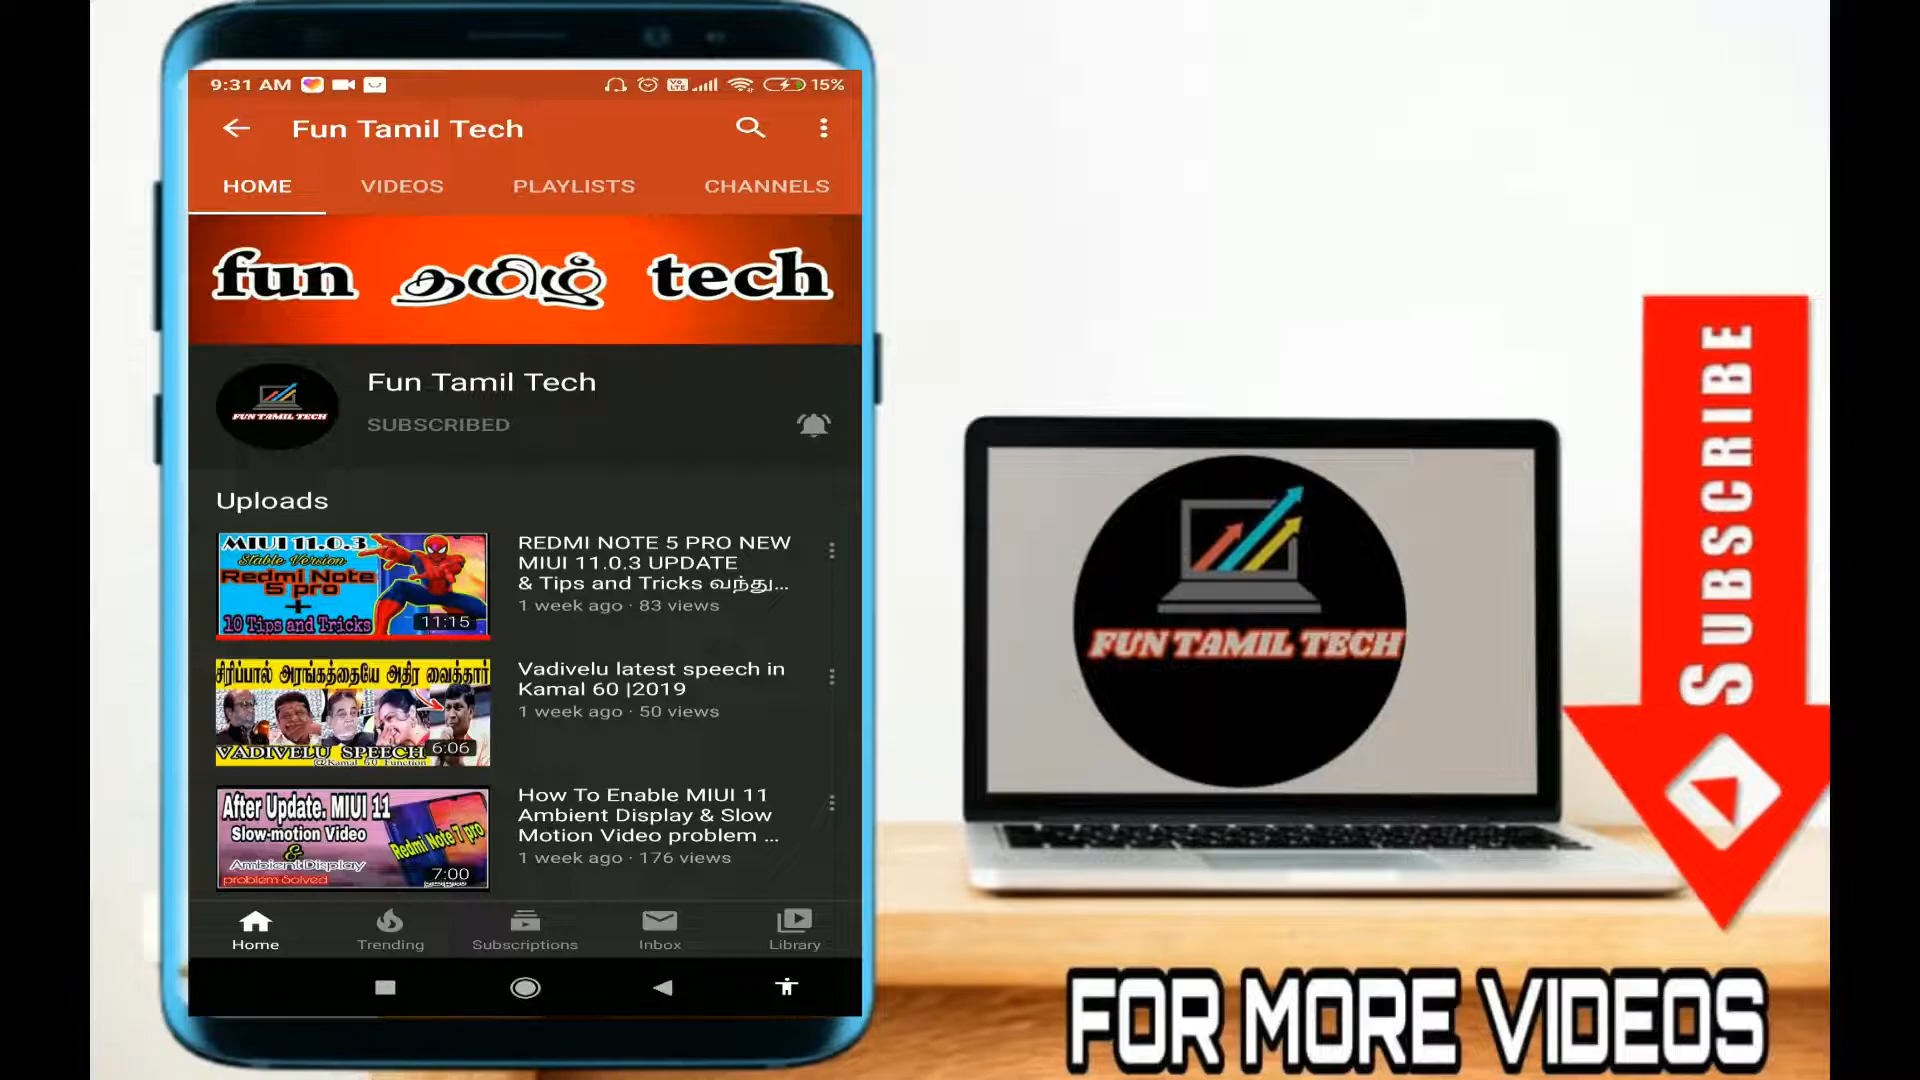 9:31 AM
15%
Fun Tamil Tech
HOME
VIDEOS
PLAYLISTS
CHANNELS
fun தமிழ் tech
Fun Tamil Tech
SUBSCRIBED
FUN TAMIL TECH
Uploads
MIUI 11.0.3
Stable Version
Redmi Note
5 pro
+
10 Tips and Tricks
11:15
REDMI NOTE 5 PRO NEW
MIUI 11.0.3 UPDATE
& Tips and Tricks வந்து...
1 week ago · 83 views
சிரிப்பால் அரங்கத்தையே அதிர வைத்தார்
VADIVELU SPEECH
@Kamal 50 Function
6:06
Vadivelu latest speech in
Kamal 60 |2019
1 week ago · 50 views
After Update. MIUI 11
Slow-motion Video
&
Ambient Display
problem Solved
Redmi Note 7 pro
7:00
How To Enable MIUI 11
Ambient Display & Slow
Motion Video problem ...
1 week ago · 176 views
Home
Trending
Subscriptions
Inbox
Library
FUN TAMIL TECH
SUBSCRIBE
FOR MORE VIDEOS